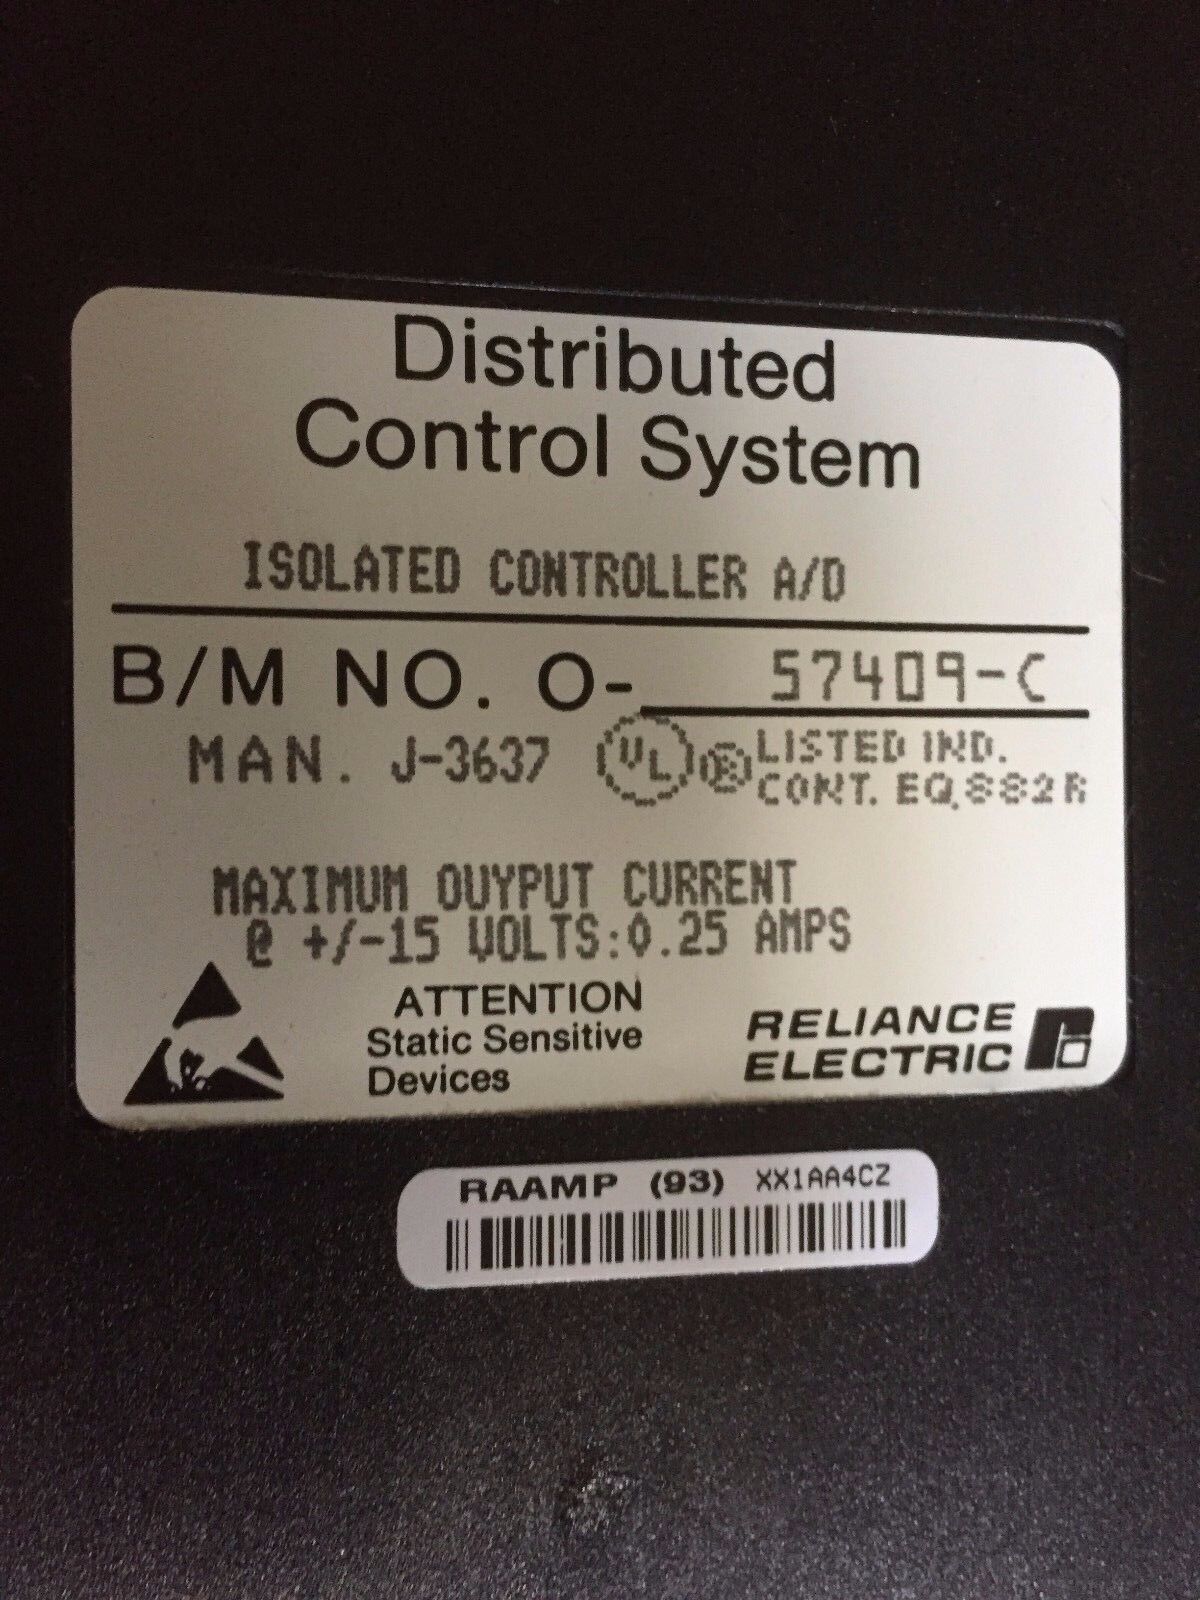 Distributed
Control System
ISOLATED CONTROLLER A/D
B/M NO. O- 57409-C
MAN. J-3637 UL ® LISTED IND.
CONT. EQ.882R
MAXIMUM OUYPUT CURRENT
@ +/-15 VOLTS:0.25 AMPS
ATTENTION
Static Sensitive
Devices
RELIANCE
ELECTRIC
RAAMP (93) XX1AA4CZ